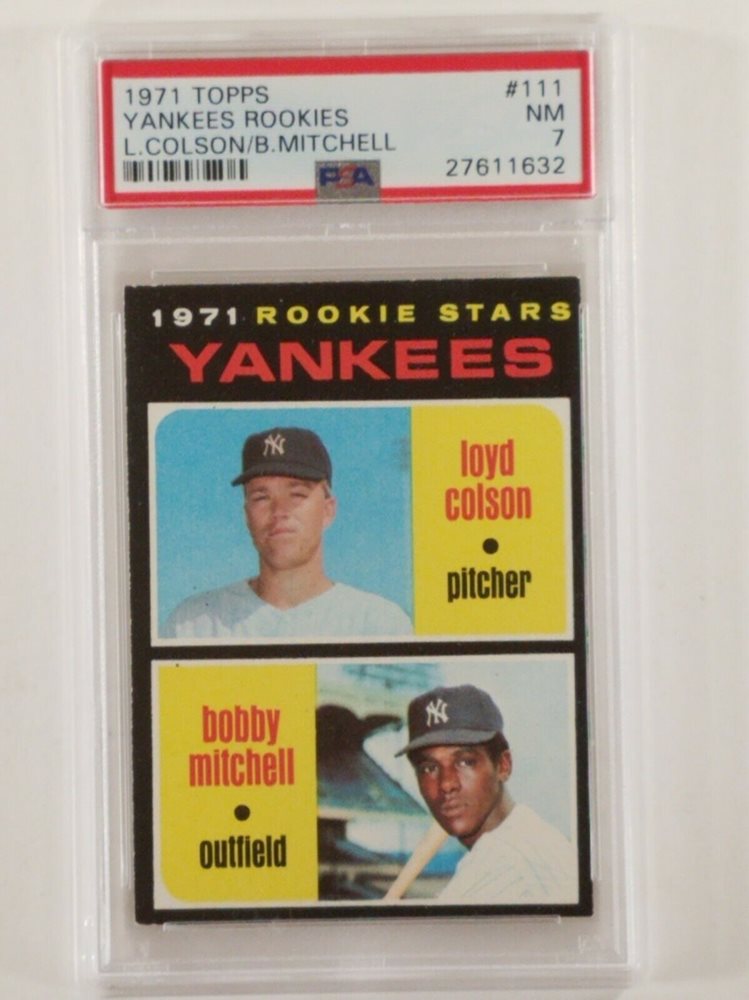 1971 TOPPS #111
YANKEES ROOKIES NM
L.COLSON/B.MITCHELL 7
PSA 27611632
1971 ROOKIE STARS
YANKEES
NY
loyd
colson
•
pitcher
bobby
mitchell
•
outfield
NY